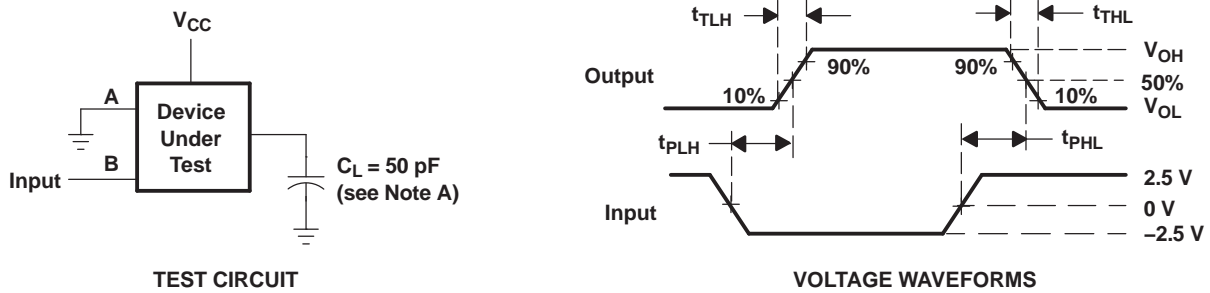 VCC
A
Device
Under
Test
B
Input
CL = 50 pF
(see Note A)
TEST CIRCUIT
tTLH
tTHL
Output
90%
90%
VOH
50%
10%
10%
VOL
tPLH
tPHL
Input
2.5 V
0 V
–2.5 V
VOLTAGE WAVEFORMS